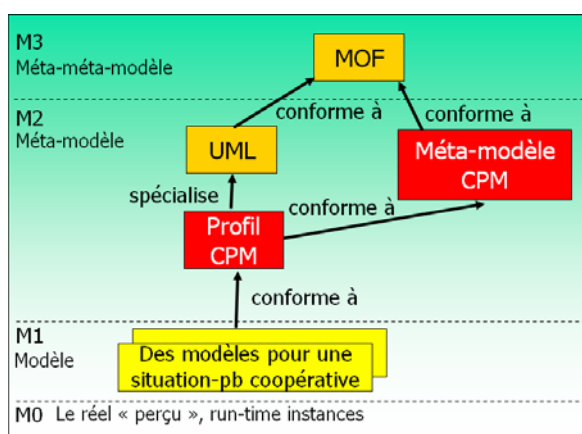 M3
Méta-méta-modèle
MOF
M2
Méta-modèle
conforme à
conforme à
UML
Méta-modèle
CPM
spécialise
conforme à
Profil
CPM
conforme à
M1
Modèle
Des modèles pour une
situation-pb coopérative
M0 Le réel « perçu », run-time instances